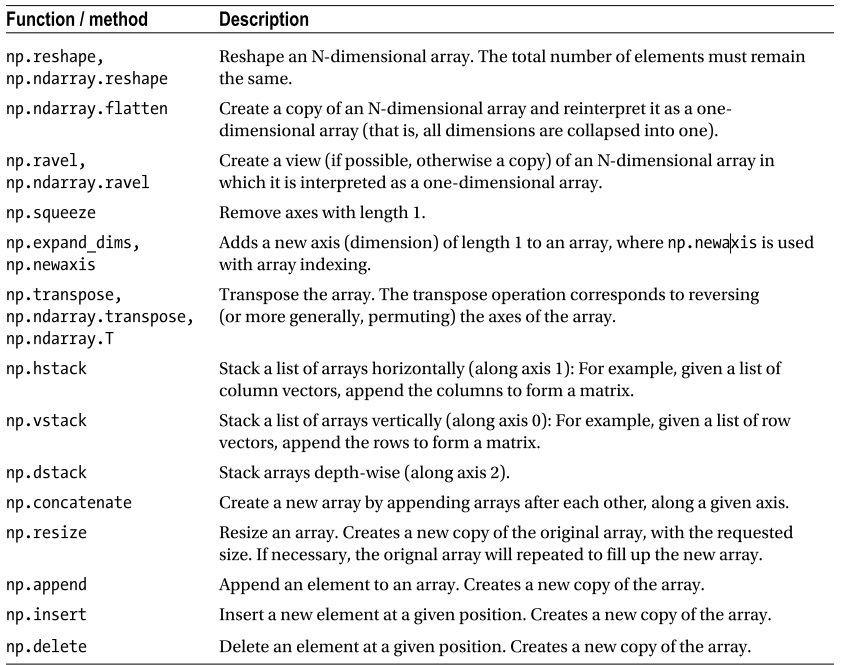 Function / method Description
np.reshape, Reshape an N-dimensional array. The total number of elements must remain
np.ndarray.reshape the same.
np.ndarray.flatten Create a copy of an N-dimensional array and reinterpret it as a one-
dimensional array (that is, all dimensions are collapsed into one).
np.ravel, Create a view (if possible, otherwise a copy) of an N-dimensional array in
np.ndarray.ravel which it is interpreted as a one-dimensional array.
np.squeeze Remove axes with length 1.
np.expand_dims, Adds a new axis (dimension) of length 1 to an array, where np.newaxis is used
np.newaxis with array indexing.
np.transpose, Transpose the array. The transpose operation corresponds to reversing
np.ndarray.transpose, (or more generally, permuting) the axes of the array.
np.ndarray.T
np.hstack Stack a list of arrays horizontally (along axis 1): For example, given a list of
column vectors, append the columns to form a matrix.
np.vstack Stack a list of arrays vertically (along axis 0): For example, given a list of row
vectors, append the rows to form a matrix.
np.dstack Stack arrays depth-wise (along axis 2).
np.concatenate Create a new array by appending arrays after each other, along a given axis.
np.resize Resize an array. Creates a new copy of the original array, with the requested
size. If necessary, the orignal array will repeated to fill up the new array.
np.append Append an element to an array. Creates a new copy of the array.
np.insert Insert a new element at a given position. Creates a new copy of the array.
np.delete Delete an element at a given position. Creates a new copy of the array.